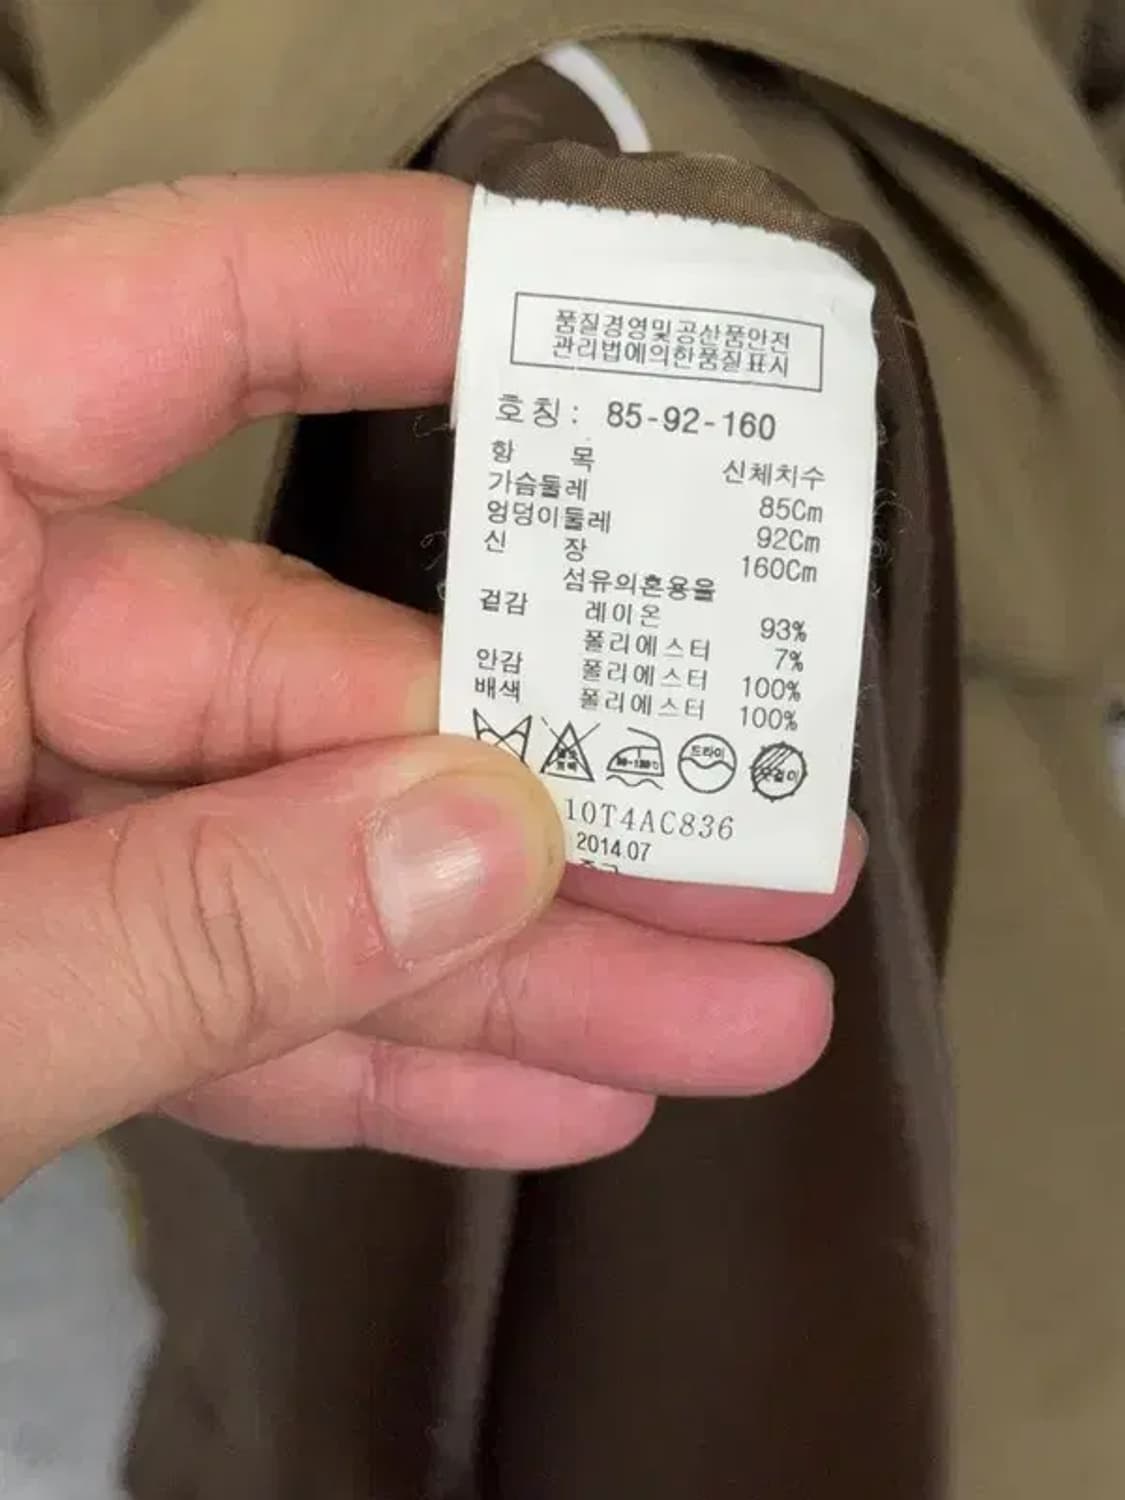 품질경영및공산품안전
관리법에의한품질표시
호칭: 85-92-160
항 목 신체치수
가슴둘레 85Cm
엉덩이둘레 92Cm
신 장 160Cm
섬유의혼용율
겉감 레이온 93%
폴리에스터 7%
안감 폴리에스터 100%
배색 폴리에스터 100%
드라이
옷걸이
10T4AC836
2014.07